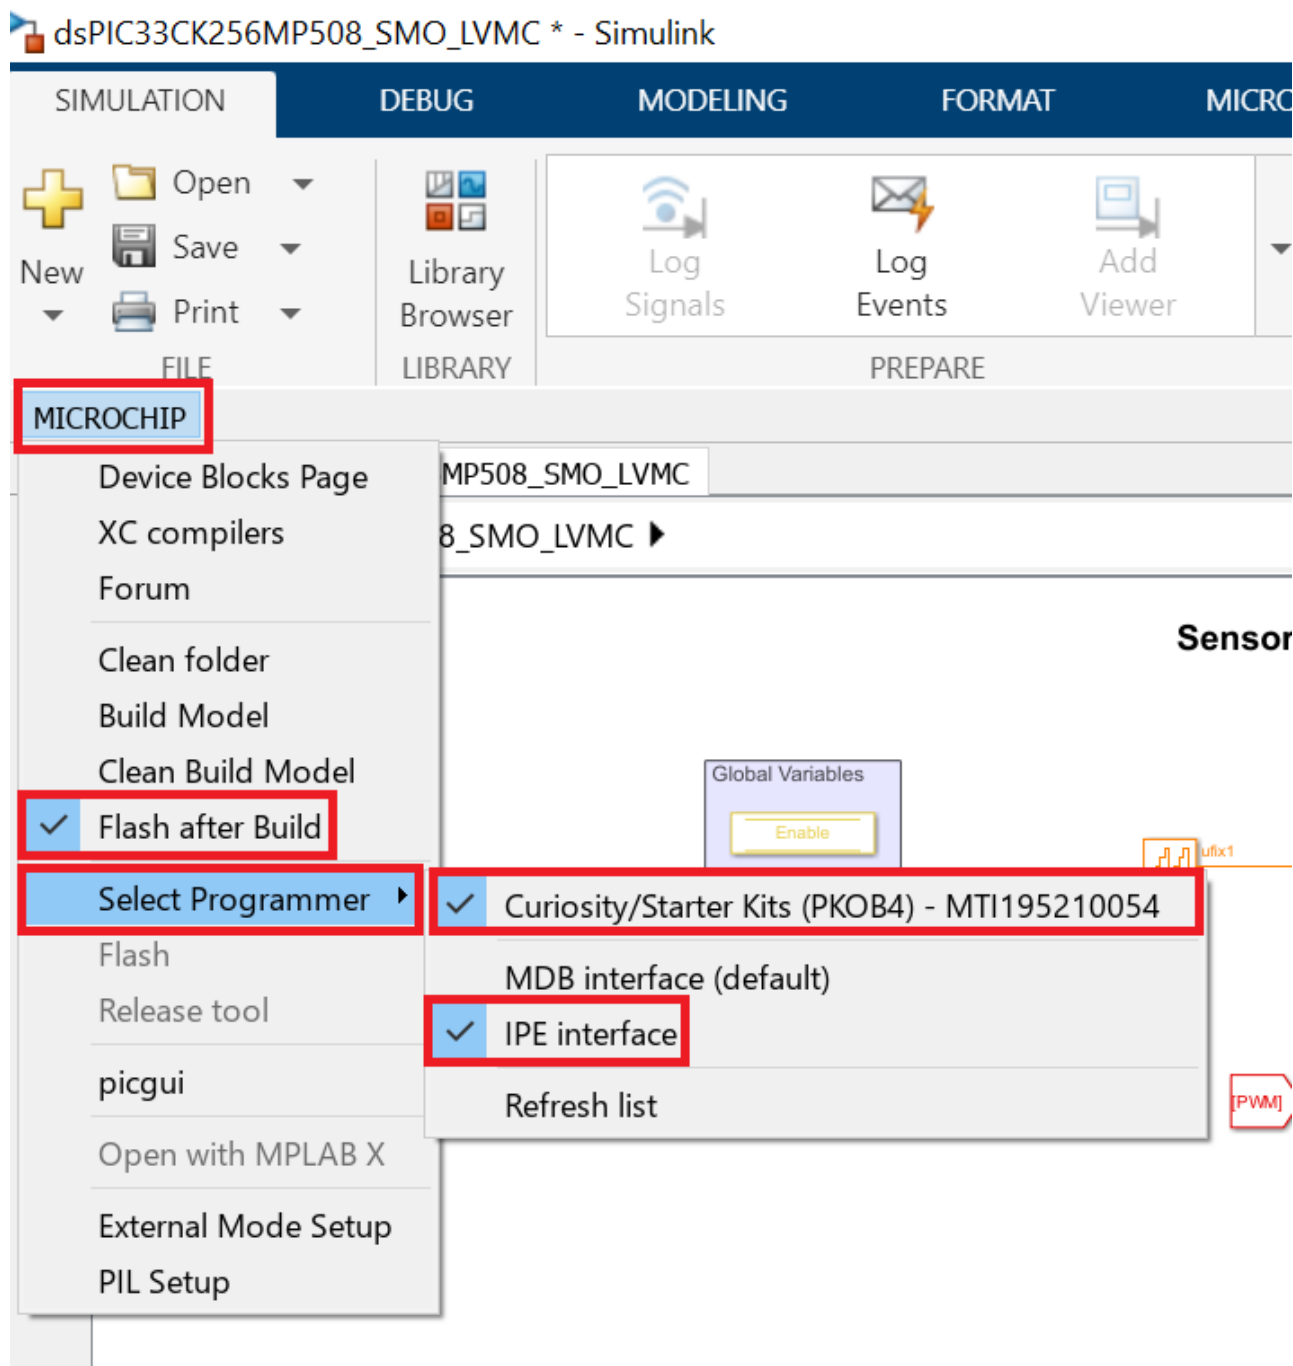 dsPIC33CK256MP508_SMO_LVMC * - Simulink
SIMULATION DEBUG MODELING FORMAT MICRO
New
Open
Save
Print
FILE
Library
Browser
LIBRARY
Log
Signals
Log
Events
Add
Viewer
PREPARE
MICROCHIP
MP508_SMO_LVMC
8_SMO_LVMC
Device Blocks Page
XC compilers
Forum
Clean folder
Build Model
Clean Build Model
Flash after Build
Select Programmer
Flash
Release tool
picgui
Open with MPLAB X
External Mode Setup
PIL Setup
Curiosity/Starter Kits (PKOB4) - MTI195210054
MDB interface (default)
IPE interface
Refresh list
Sensor
Global Variables
Enable
ufix1
[PWM]